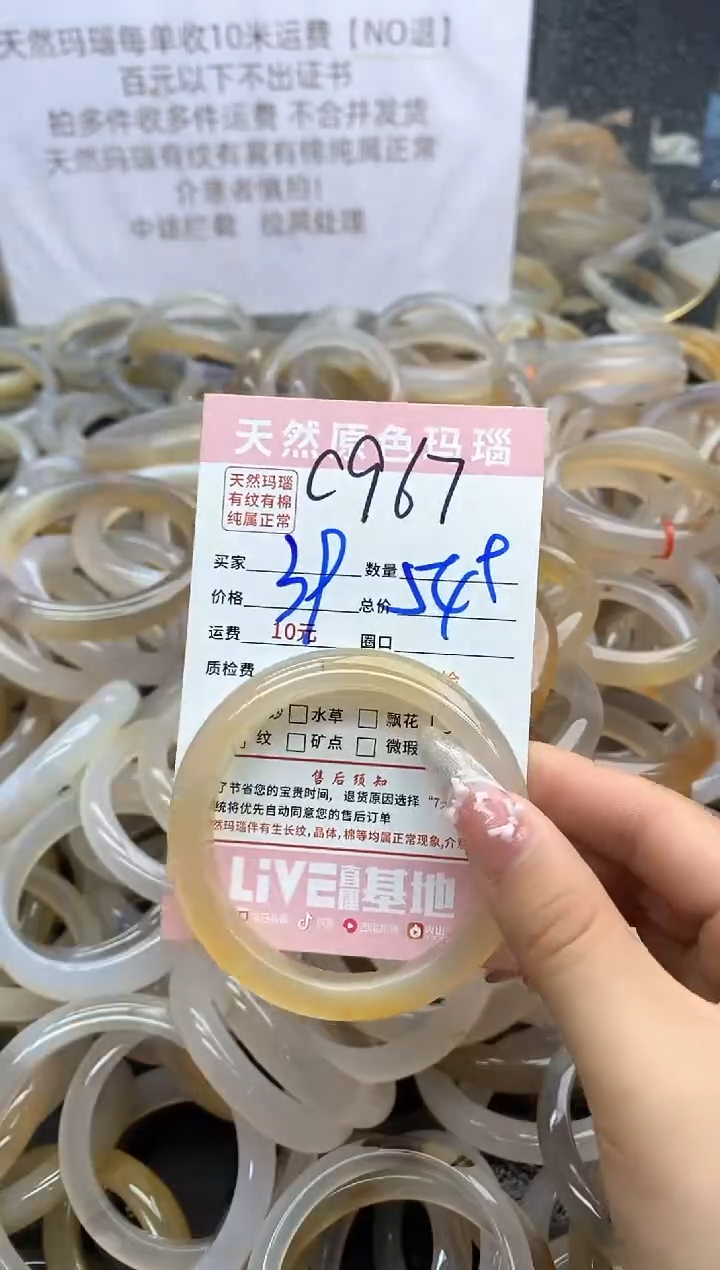 天然玛瑙每单收10米运费【NO退】
百元以下不出证书
拍多件收多件运费 不合并发货
天然玛瑙有纹有雾有棉纯属正常
介意者慎拍!
中途拦截 拉黑处理
天然原色玛瑙
C967
天然玛瑙
有纹有棉
纯属正常
买家 数量
价格 总价
运费 10元 圈口
质检费
水草 飘花
纹 矿点 微瑕
售后须知
了节省您的宝贵时间, 退货原因选择 “7
统将优先自动同意您的售后订单
然玛瑙伴有生长纹,晶体,棉等均属正常现象,介
LiVE直播基地
火山